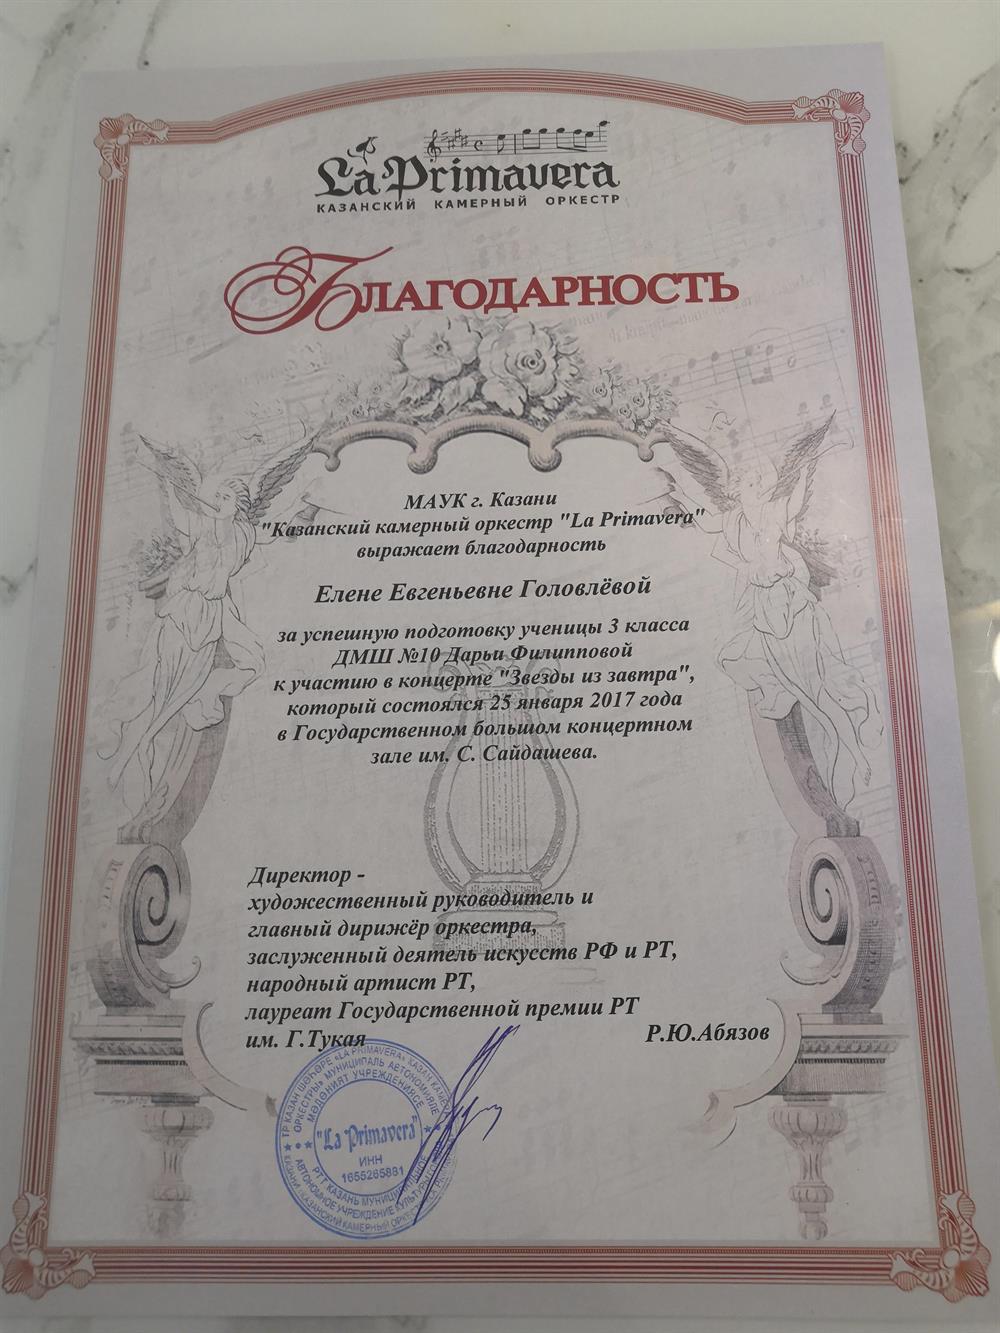 La Primavera
КАЗАНСКИЙ КАМЕРНЫЙ ОРКЕСТР
БЛАГОДАРНОСТЬ
МАУК г. Казани
"Казанский камерный оркестр "La Primavera"
выражает благодарность
Елене Евгеньевне Головлёвой
за успешную подготовку ученицы 3 класса
ДМШ №10 Дарьи Филипповой
к участию в концерте "Звезды из завтра",
который состоялся 25 января 2017 года
в Государственном большом концертном
зале им. С. Сайдашева.
Директор -
художественный руководитель и
главный дирижёр оркестра,
заслуженный деятель искусств РФ и РТ,
народный артист РТ,
лауреат Государственной премии РТ
им. Г.Тукая
Р.Ю.Абязов
"La Primavera"
ИНН
1655265881